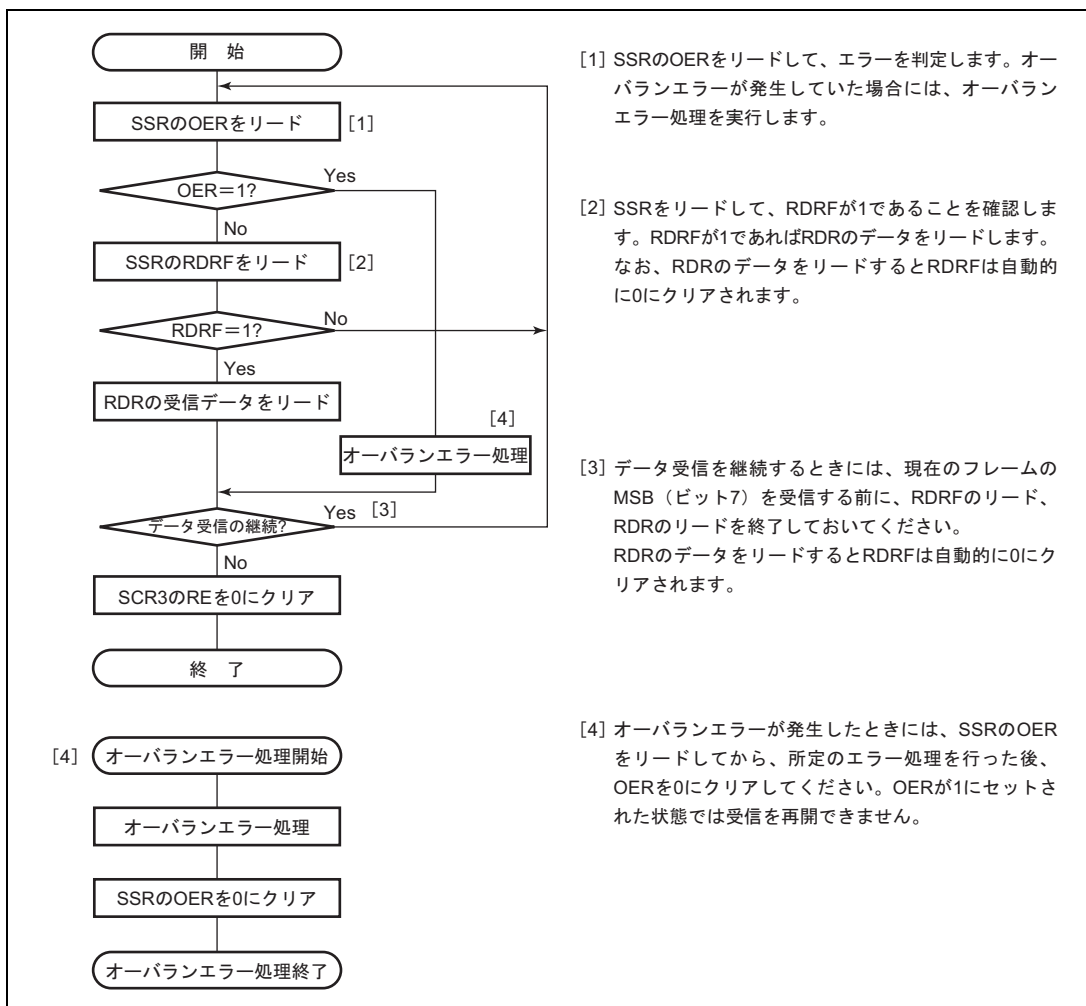 開 始
SSRのOERをリード [1]
OER=1?
Yes
No
SSRのRDRFをリード [2]
RDRF=1?
No
Yes
RDRの受信データをリード
[4]
オーバランエラー処理
データ受信の継続?
Yes [3]
No
SCR3のREを0にクリア
終 了
[4] オーバランエラー処理開始
オーバランエラー処理
SSRのOERを0にクリア
オーバランエラー処理終了
[1] SSRのOERをリードして、エラーを判定します。オー
バランエラーが発生していた場合には、オーバラン
エラー処理を実行します。
[2] SSRをリードして、RDRFが1であることを確認しま
す。RDRFが1であればRDRのデータをリードします。
なお、RDRのデータをリードするとRDRFは自動的
に0にクリアされます。
[3] データ受信を継続するときには、現在のフレームの
MSB（ビット7）を受信する前に、RDRFのリード、
RDRのリードを終了しておいてください。
RDRのデータをリードするとRDRFは自動的に0にク
リアされます。
[4] オーバランエラーが発生したときには、SSRのOER
をリードしてから、所定のエラー処理を行った後、
OERを0にクリアしてください。OERが1にセットさ
れた状態では受信を再開できません。